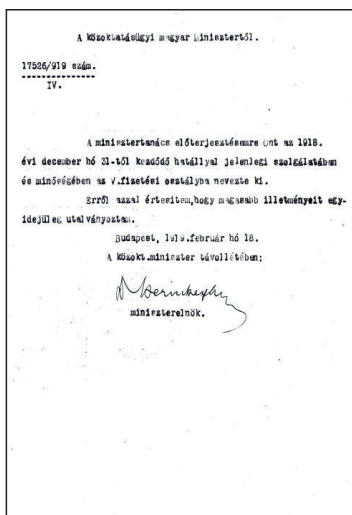 A közoktatásügyi magyar Minisztertől.
17526/919 szám.
IV.
A minisztertanács előterjesztésemre Önt az 1918.
évi december hó 31-től kezdődő hatállyal jelenlegi szolgálatában
és minőségében az V.fizetési osztályba nevezte ki.
Erről azzal értesitem,hogy magasabb illetményeit egy-
idejüleg utalványoztam.
Budapest, 1919.február hó 18.
A közokt.miniszter távollétében:
miniszterelnök.